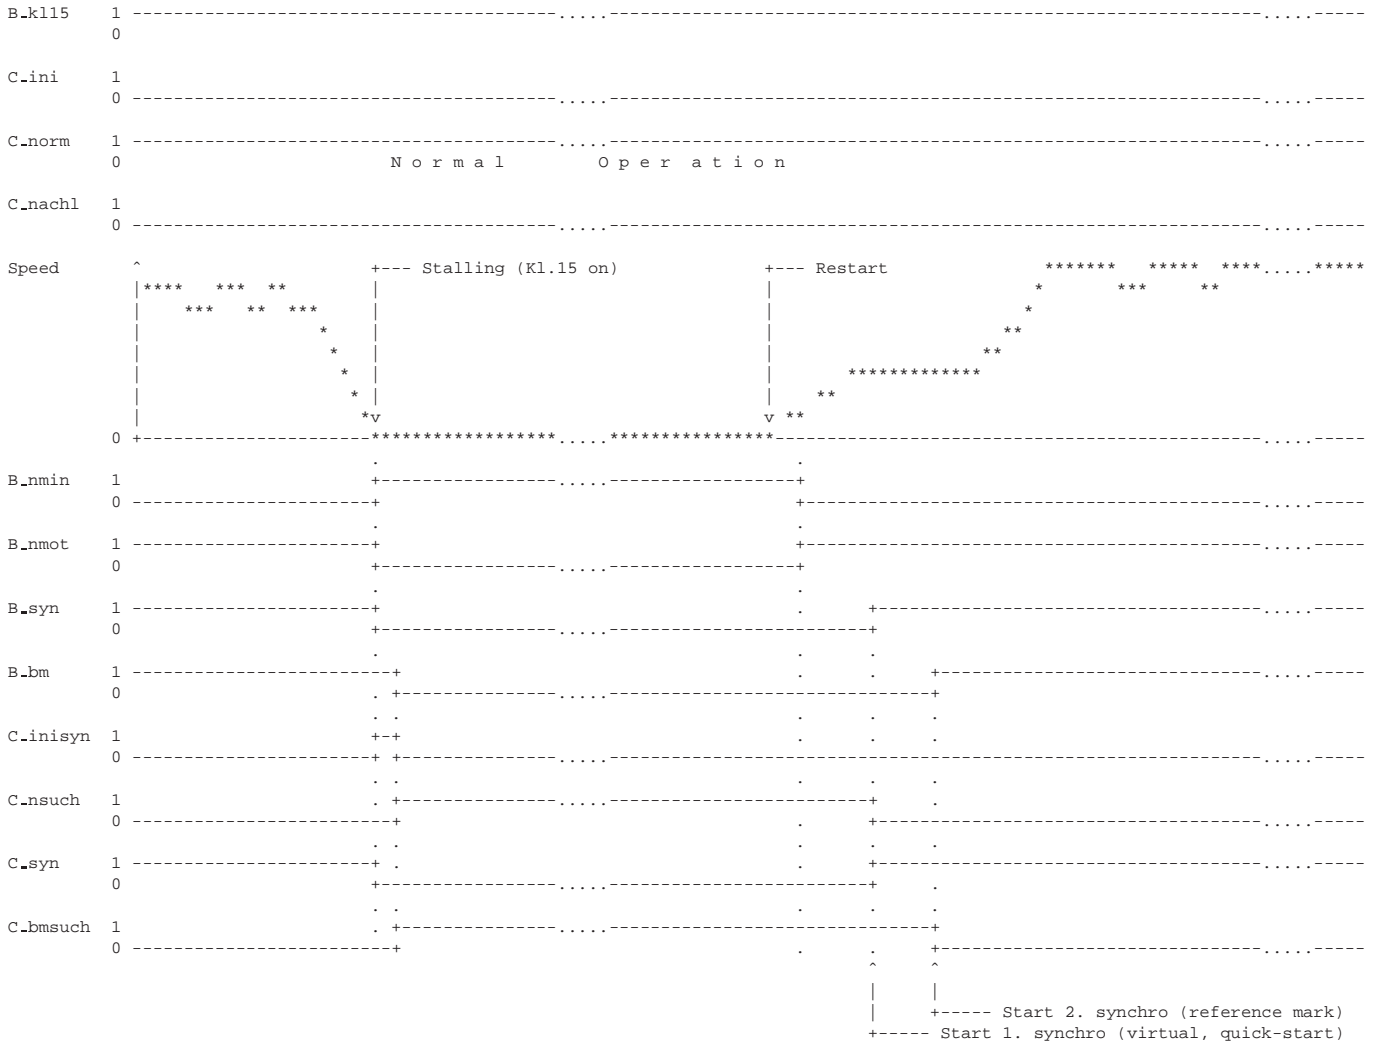 B_kl15 1 -----------------------------------------.....---------------------------------------------------------------.....-----
0
C_ini 1
0 -----------------------------------------.....---------------------------------------------------------------.....-----
C_norm 1 -----------------------------------------.....---------------------------------------------------------------.....-----
0 N o r m a l O p e r a t i o n
C_nachl 1
0 -----------------------------------------.....---------------------------------------------------------------.....-----
Speed ^ +--- Stalling (Kl.15 on) +--- Restart ******* ***** ****.....*****
|**** *** ** | | * *** **
| *** ** *** | | *
| * | | **
| * | | **
| * | | *************
| * | | **
| *v v **
0 +----------------------******************.....****************-----------------------------------------------.....-----
. .
B_nmin 1 +-----------------.....------------------+
0 -----------------------+ +--------------------------------------------.....-----
. .
B_nmot 1 -----------------------+ +--------------------------------------------.....-----
0 +-----------------.....------------------+
. .
B_syn 1 -----------------------+ . +-------------------------------------.....-----
0 +-----------------.....-------------------------+
. . .
B_bm 1 -------------------------+ . . +-------------------------------.....-----
0 . +---------------.....-------------------------------+
. . . . .
C_inisyn 1 +-+ . . .
0 -----------------------+ +---------------.....---------------------------------------------------------------.....-----
. . . . .
C_nsuch 1 . +---------------.....-------------------------+ .
0 -------------------------+ . +-------------------------------------.....-----
. . . . .
C_syn 1 -----------------------+ . . +-------------------------------------.....-----
0 +-----------------.....-------------------------+ .
. . . . .
C_bmsuch 1 . +---------------.....-------------------------------+
0 -------------------------+ . . +-------------------------------.....-----
^ ^
| |
| +----- Start 2. synchro (reference mark)
+----- Start 1. synchro (virtual, quick-start)